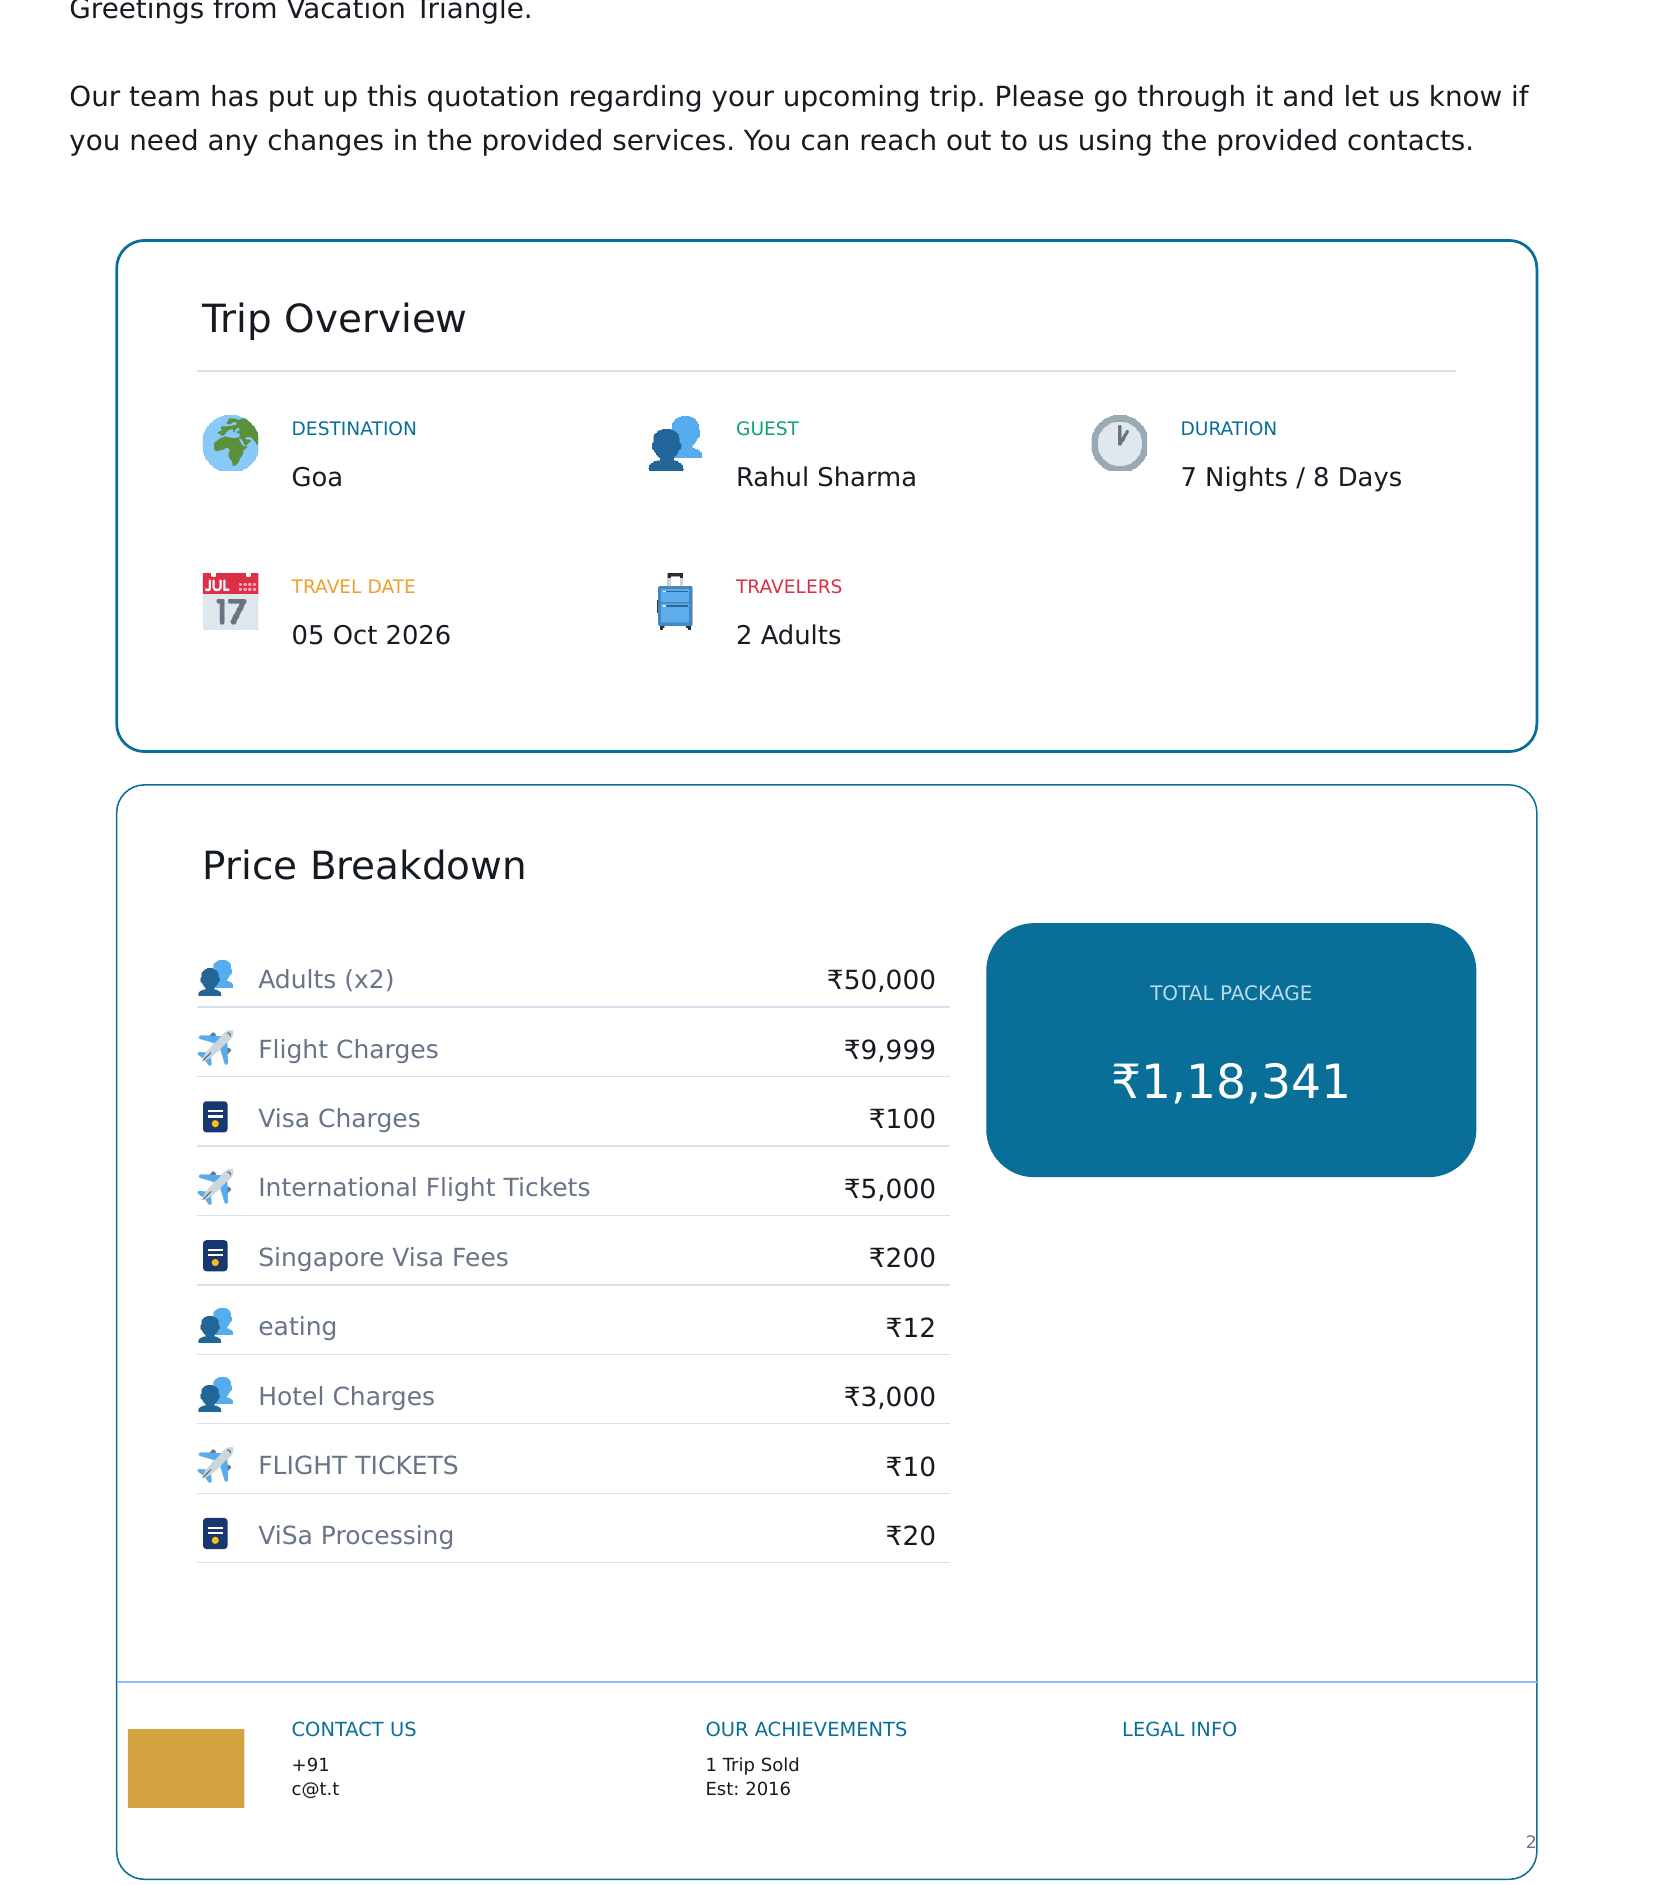 Greetings from Vacation Triangle.
Our team has put up this quotation regarding your upcoming trip. Please go through it and let us know if
you need any changes in the provided services. You can reach out to us using the provided contacts.
Trip Overview
DESTINATION
Goa
GUEST
Rahul Sharma
DURATION
7 Nights / 8 Days
JUL
17
TRAVEL DATE
05 Oct 2026
TRAVELERS
2 Adults
Price Breakdown
Adults (x2) ₹50,000
Flight Charges ₹9,999
Visa Charges ₹100
International Flight Tickets ₹5,000
Singapore Visa Fees ₹200
eating ₹12
Hotel Charges ₹3,000
FLIGHT TICKETS ₹10
ViSa Processing ₹20
TOTAL PACKAGE
₹1,18,341
CONTACT US
+91
c@t.t
OUR ACHIEVEMENTS
1 Trip Sold
Est: 2016
LEGAL INFO
2